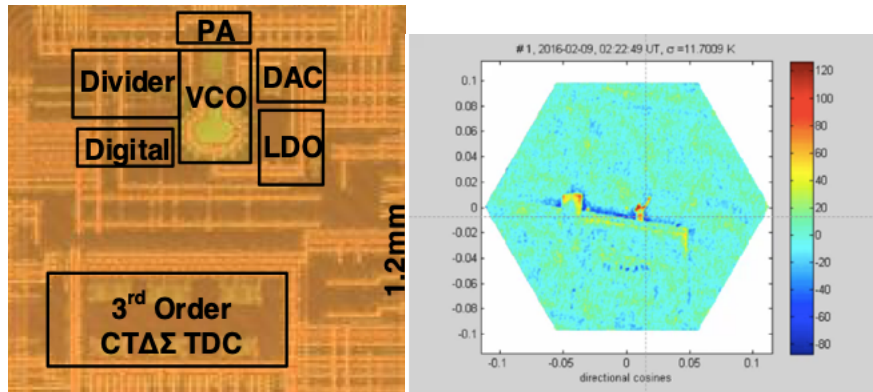 PA
Divider
VCO
DAC
Digital
LDO
1.2mm
3rd Order
CTΔΣ TDC
#1, 2016-02-09, 02:22:49 UT, σ=11.7009 K
0.1
0.08
0.06
0.04
0.02
0
-0.02
-0.04
-0.06
-0.08
-0.1
-0.1
-0.05
0
0.05
0.1
directional cosines
120
100
80
60
40
20
0
-20
-40
-60
-80